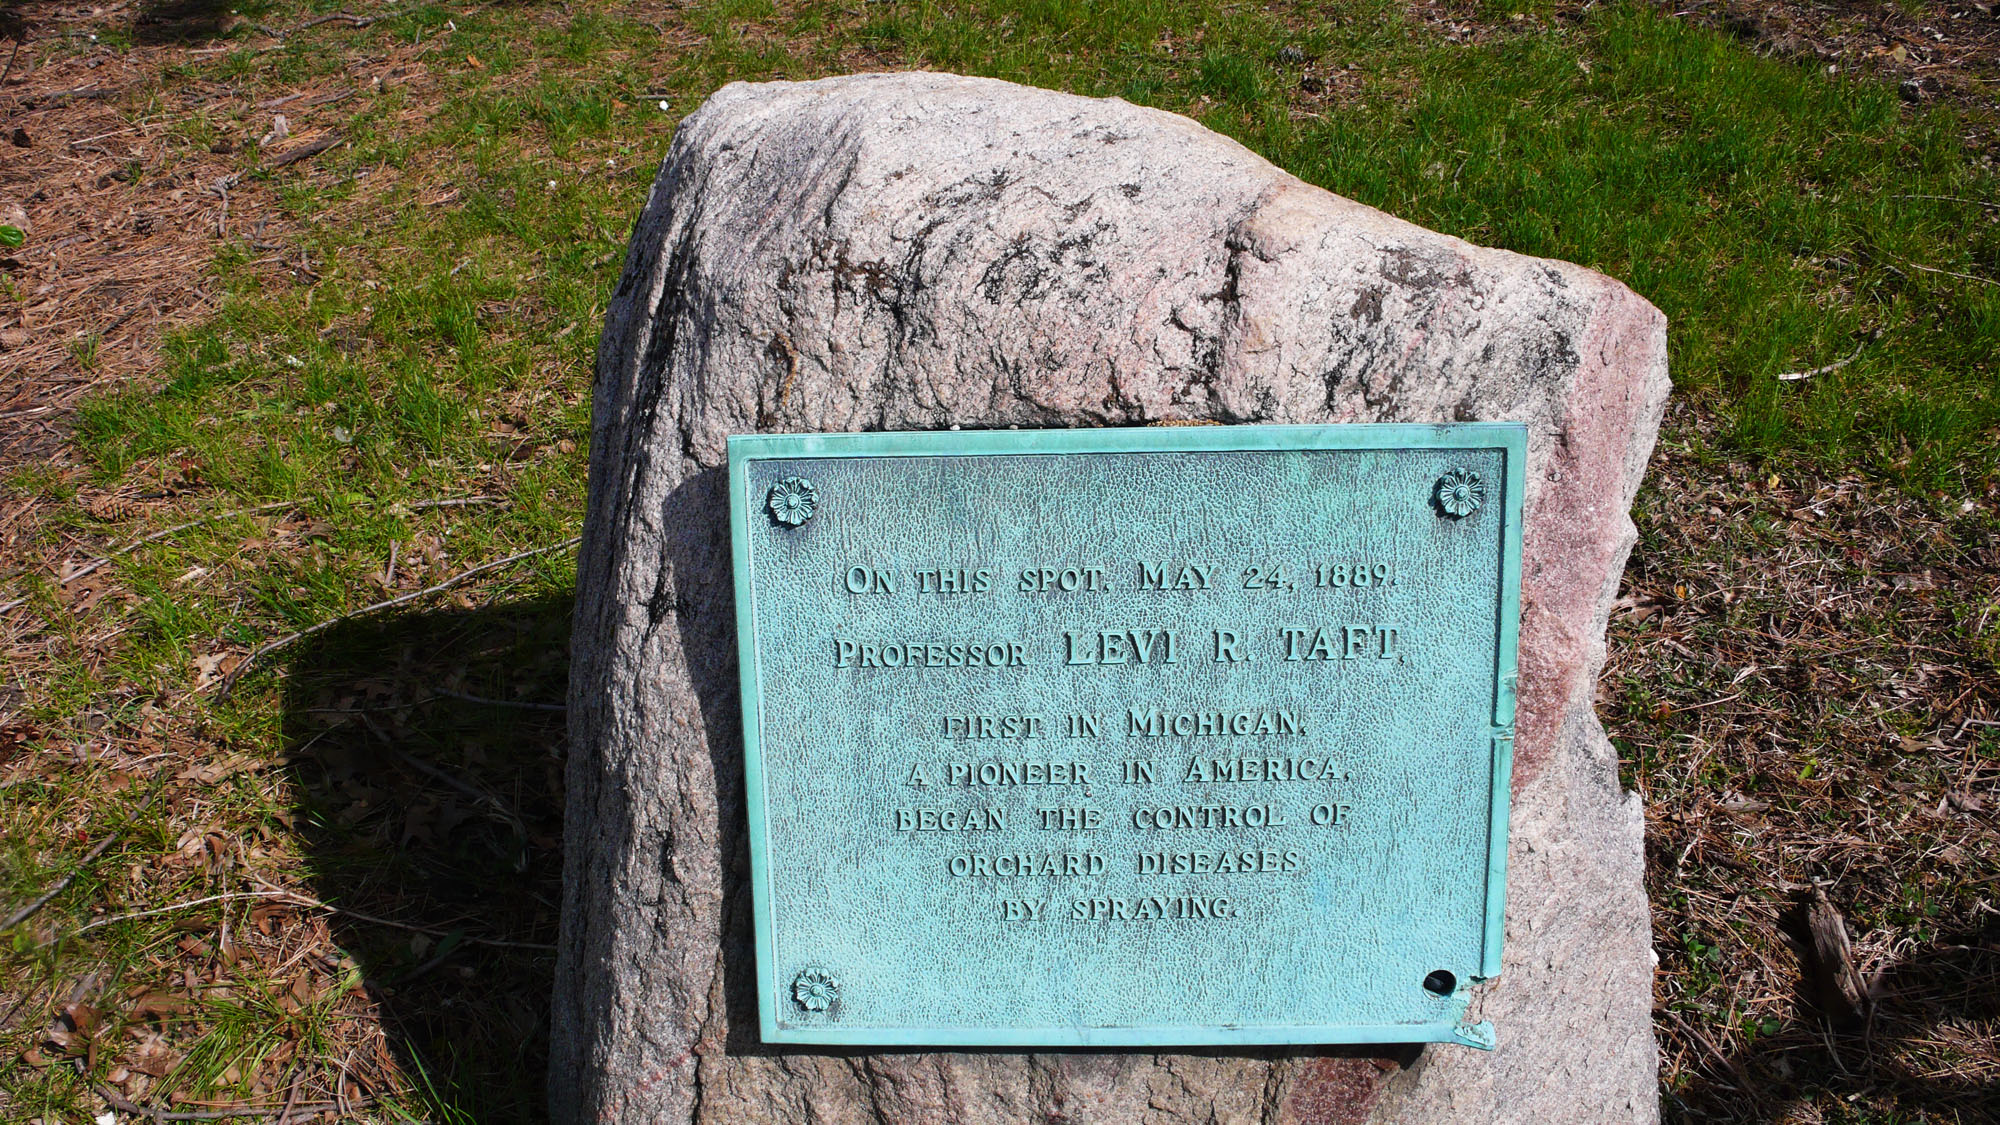 On this spot, May 24, 1889,
Professor LEVI R. TAFT,
first in Michigan,
a pioneer in America,
began the control of
orchard diseases
by spraying.